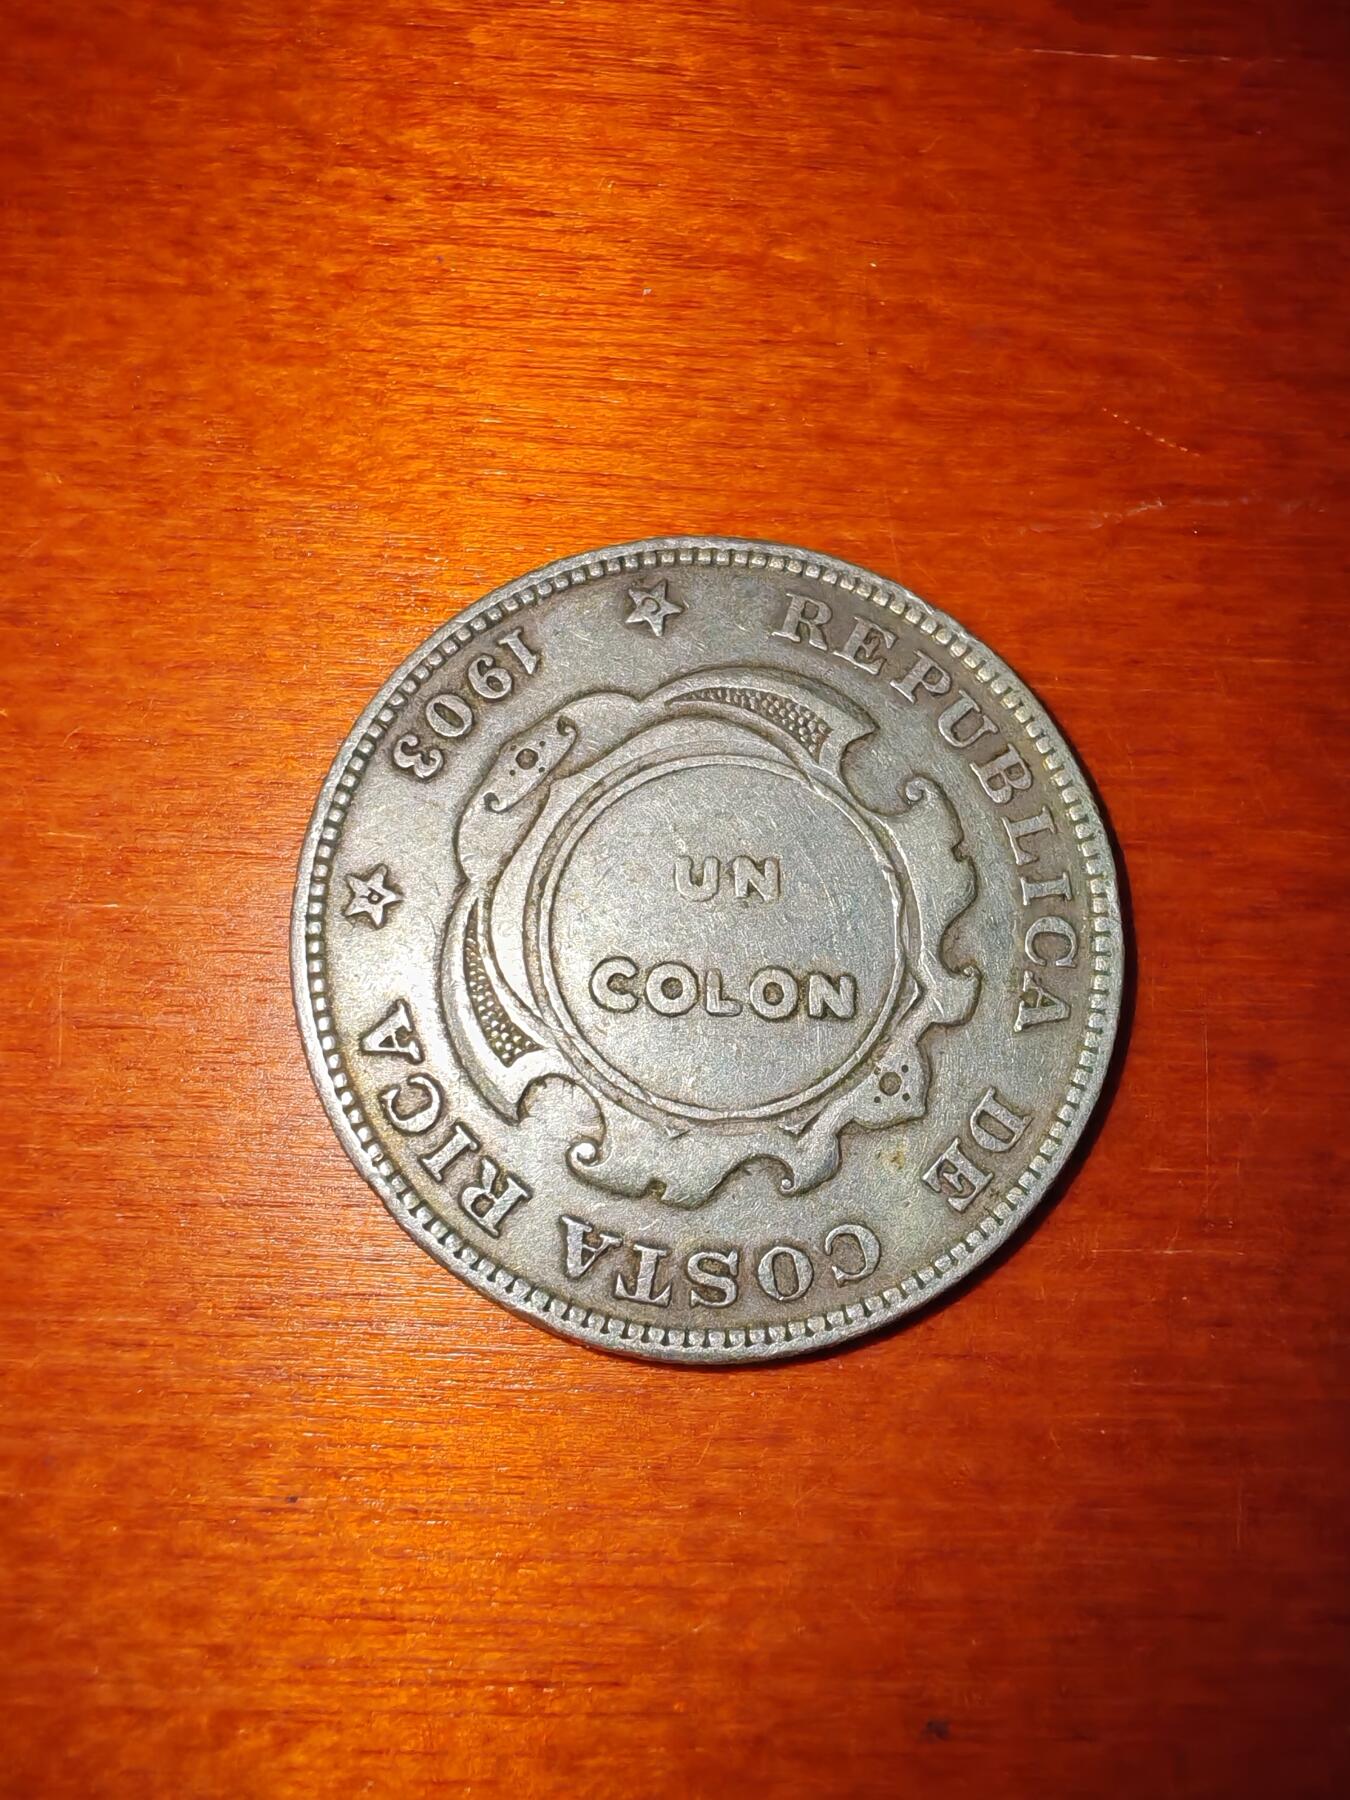 REPUBLICA DE COSTA RICA
1903
UN
COLON